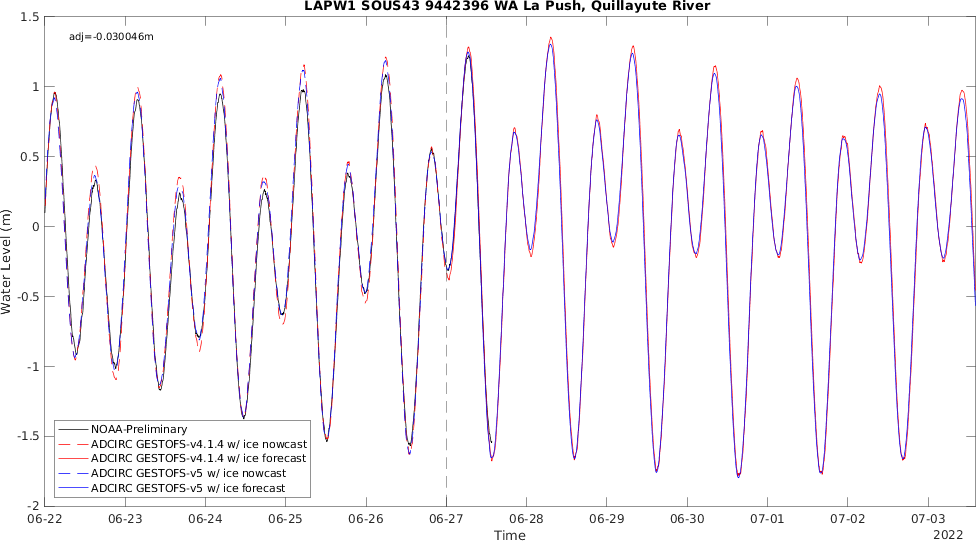 LAPW1 SOUS43 9442396 WA La Push, Quillayute River
adj=-0.030046m
1.5
1
0.5
0
-0.5
-1
-1.5
-2
Water Level (m)
NOAA-Preliminary
ADCIRC GESTOFS-v4.1.4 w/ ice nowcast
ADCIRC GESTOFS-v4.1.4 w/ ice forecast
ADCIRC GESTOFS-v5 w/ ice nowcast
ADCIRC GESTOFS-v5 w/ ice forecast
06-22 06-23 06-24 06-25 06-26 06-27 06-28 06-29 06-30 07-01 07-02 07-03
Time
2022